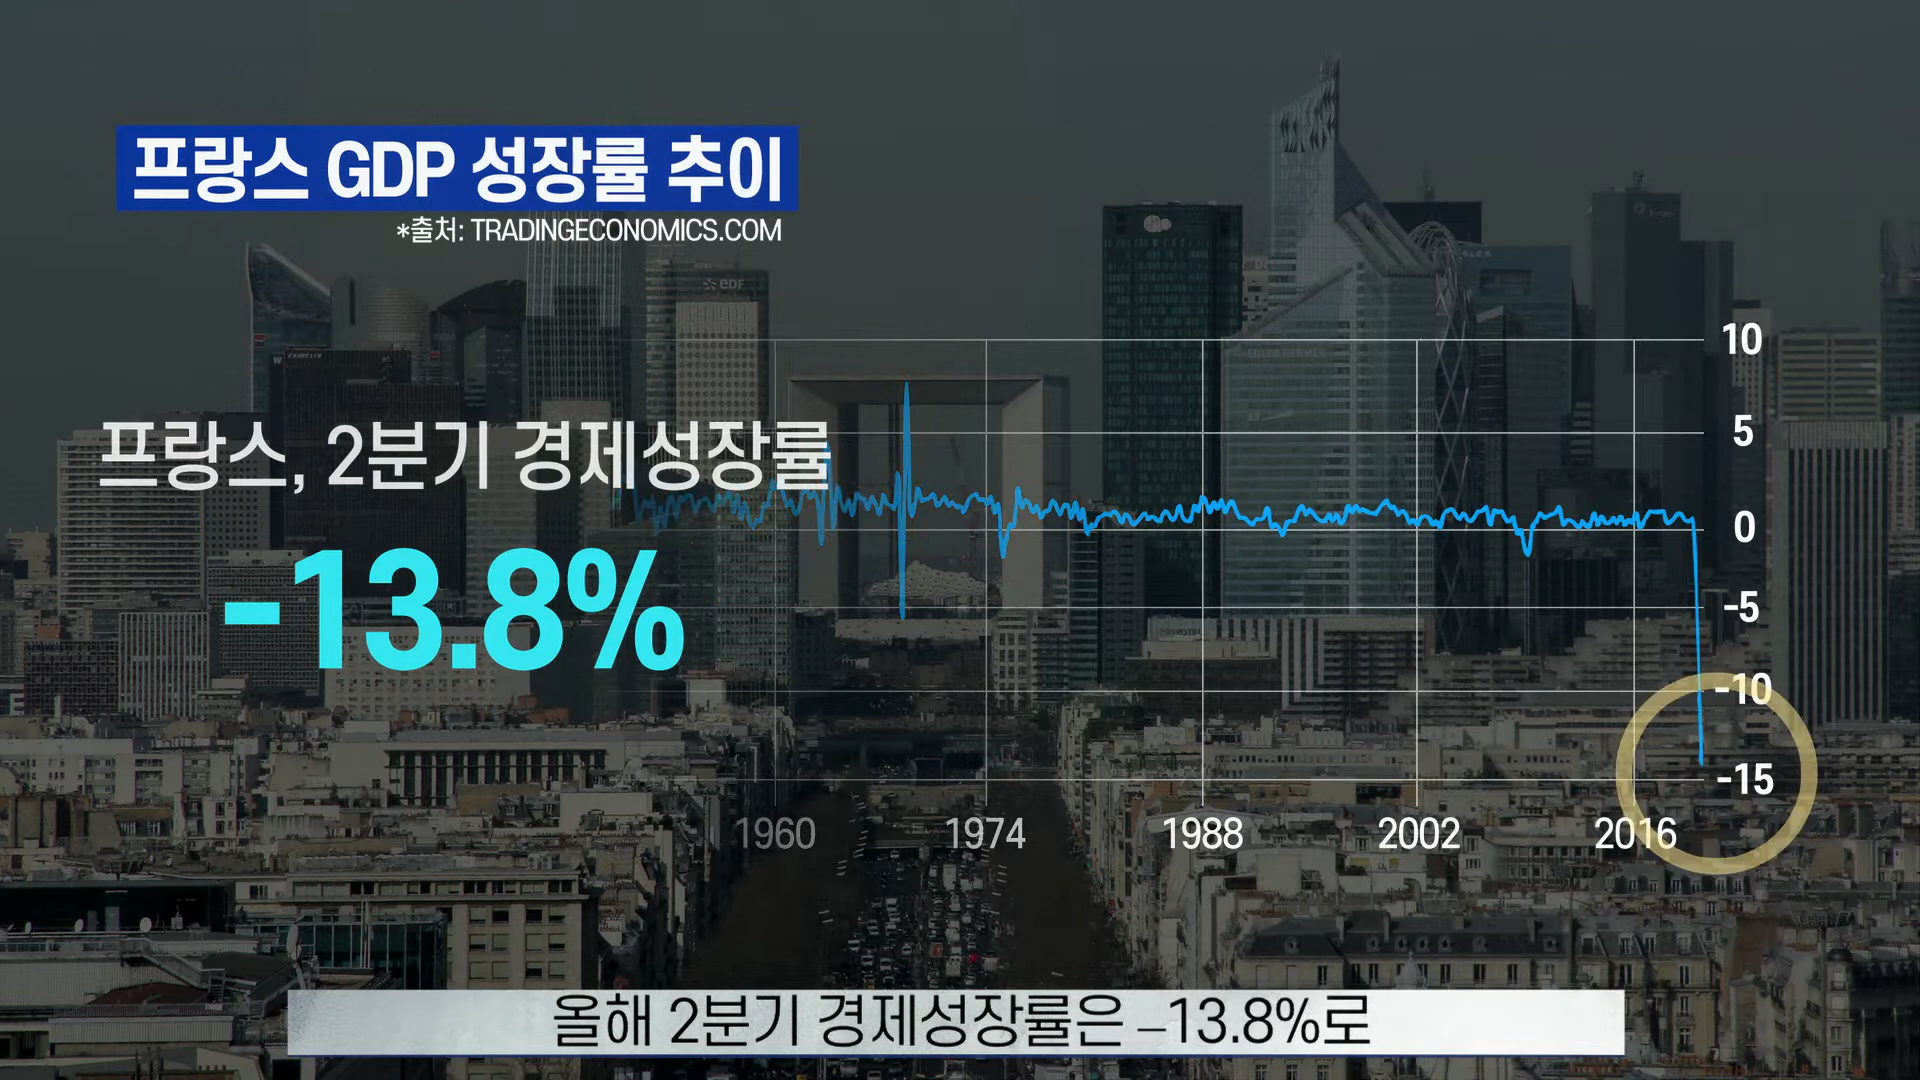 프랑스 GDP 성장률 추이
*출처: TRADINGECONOMICS.COM
EDF
프랑스, 2분기 경제성장률
-13.8%
10
5
0
-5
-10
-15
1960
1974
1988
2002
2016
올해 2분기 경제성장률은 –13.8%로